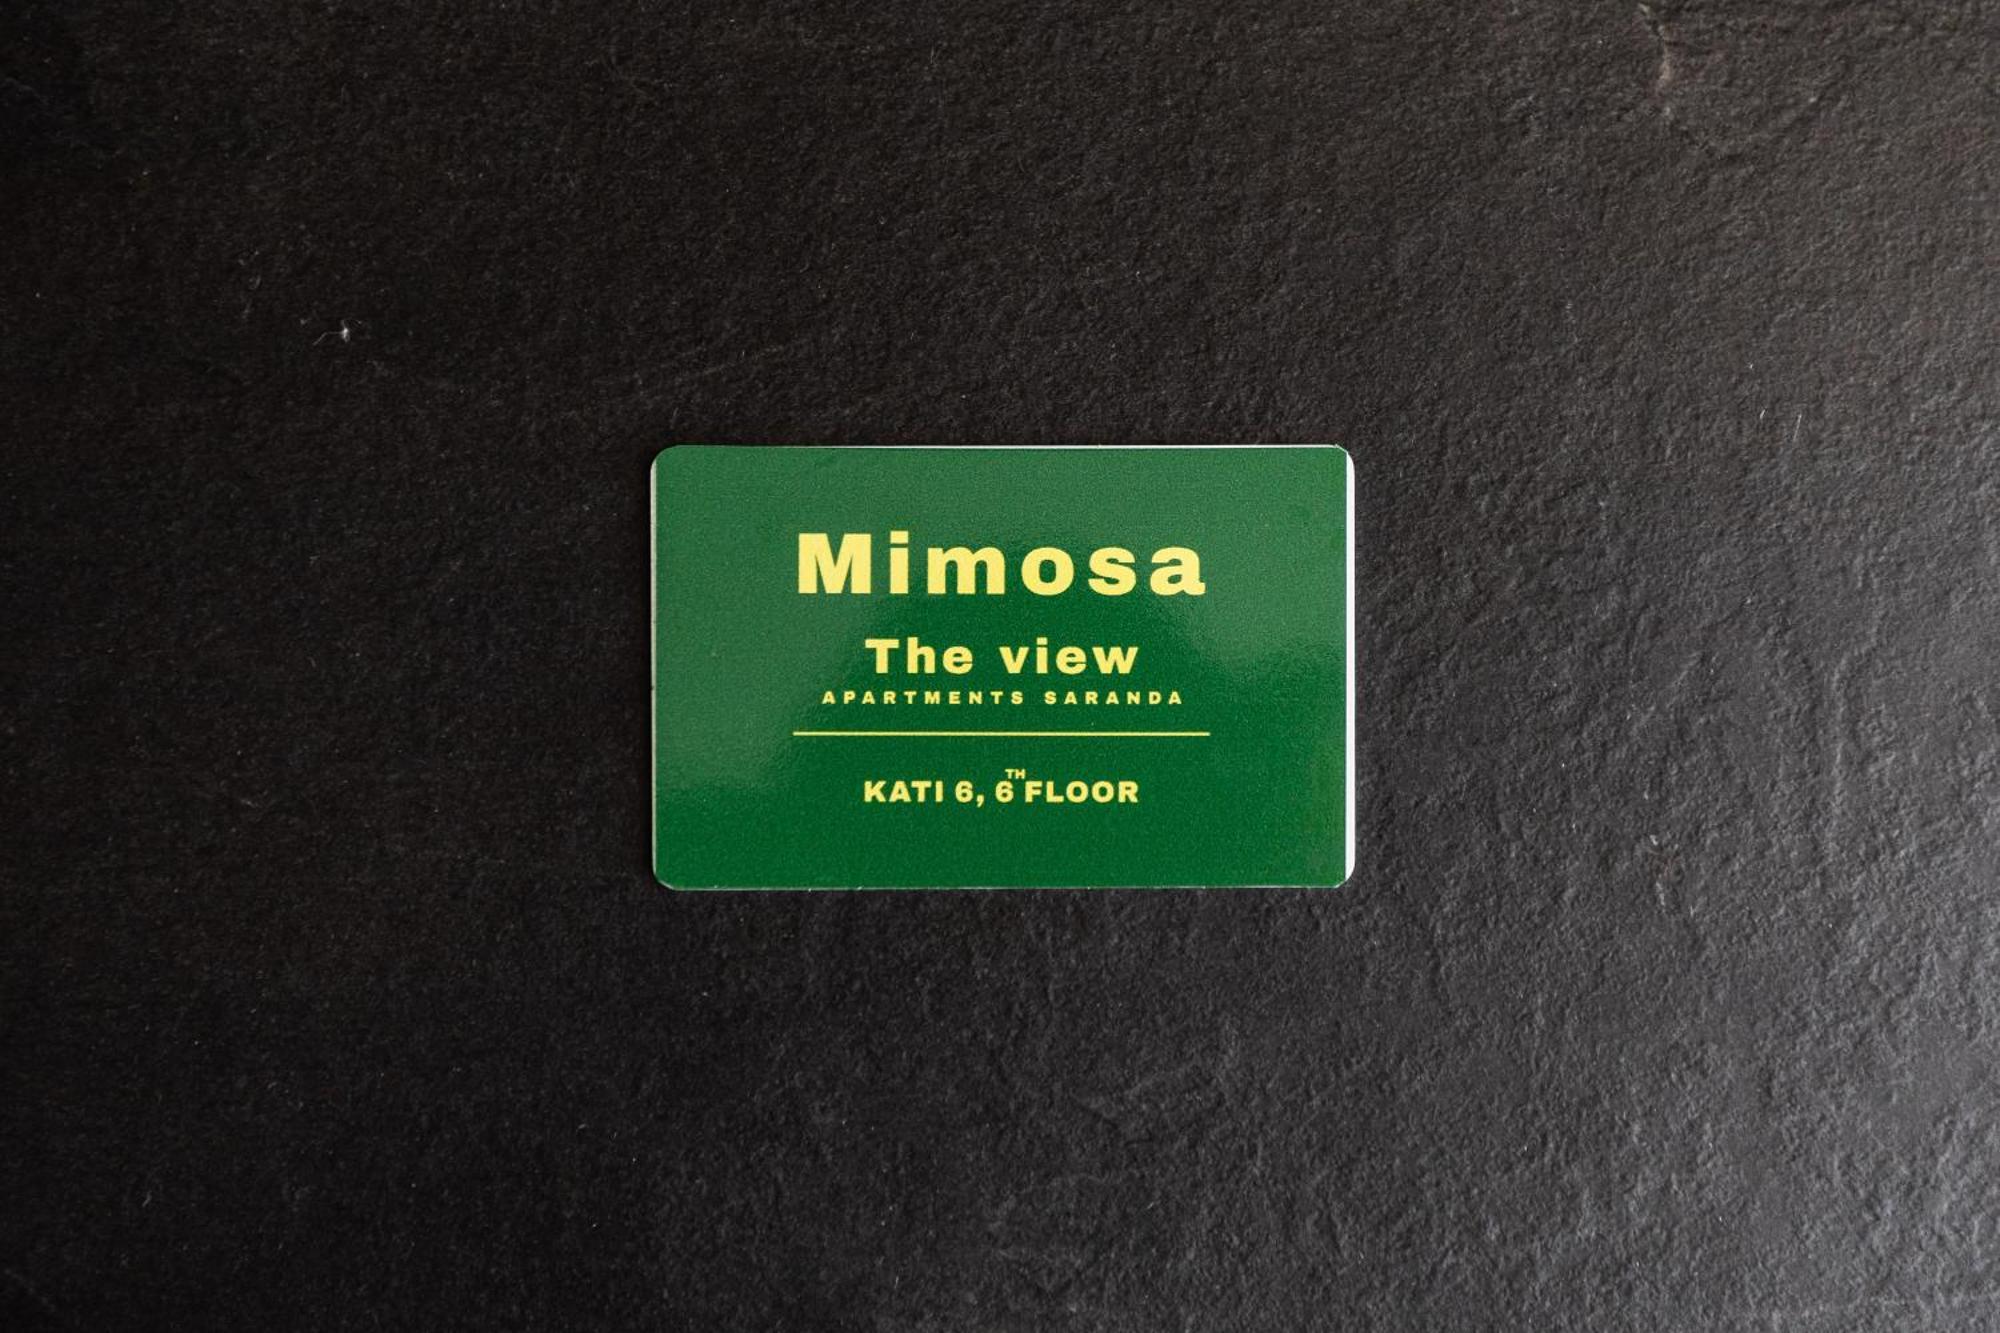 Mimosa
The view
APARTMENTS SARANDA
KATI 6, 6TH FLOOR